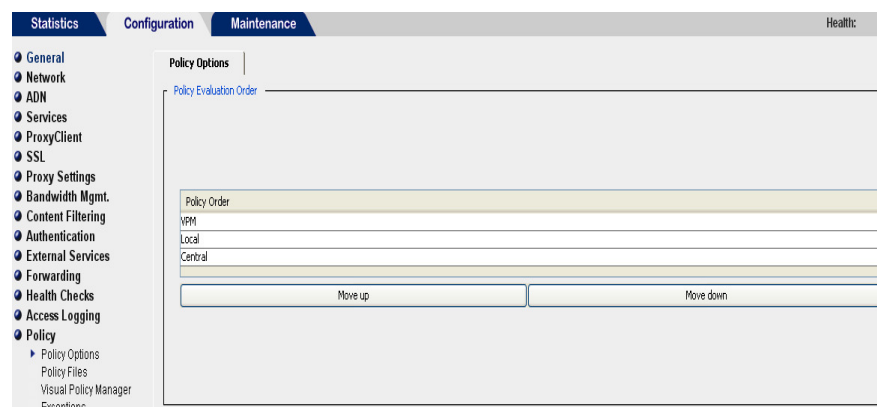 Statistics
Configuration
Maintenance
Health:
General
Network
ADN
Services
ProxyClient
SSL
Proxy Settings
Bandwidth Mgmt.
Content Filtering
Authentication
External Services
Forwarding
Health Checks
Access Logging
Policy
Policy Options
Policy Files
Visual Policy Manager
Exceptions
Policy Options
Policy Evaluation Order
Policy Order
VPM
Local
Central
Move up
Move down